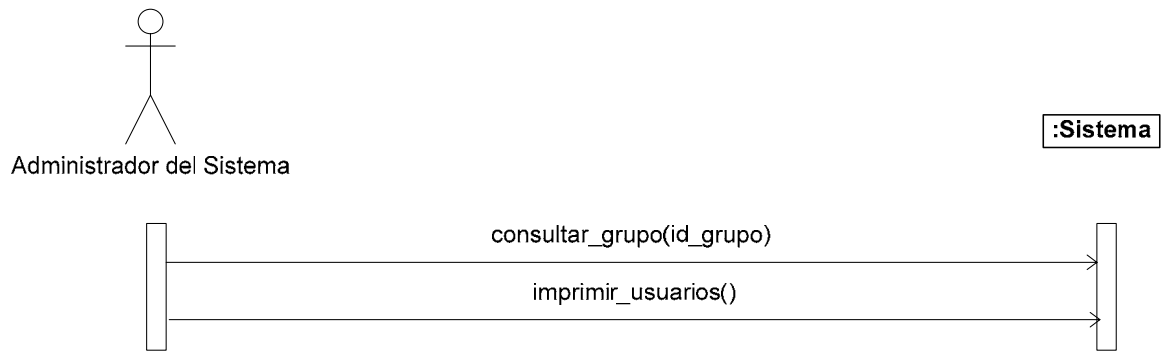 :Sistema
Administrador del Sistema
consultar_grupo(id_grupo)
imprimir_usuarios()